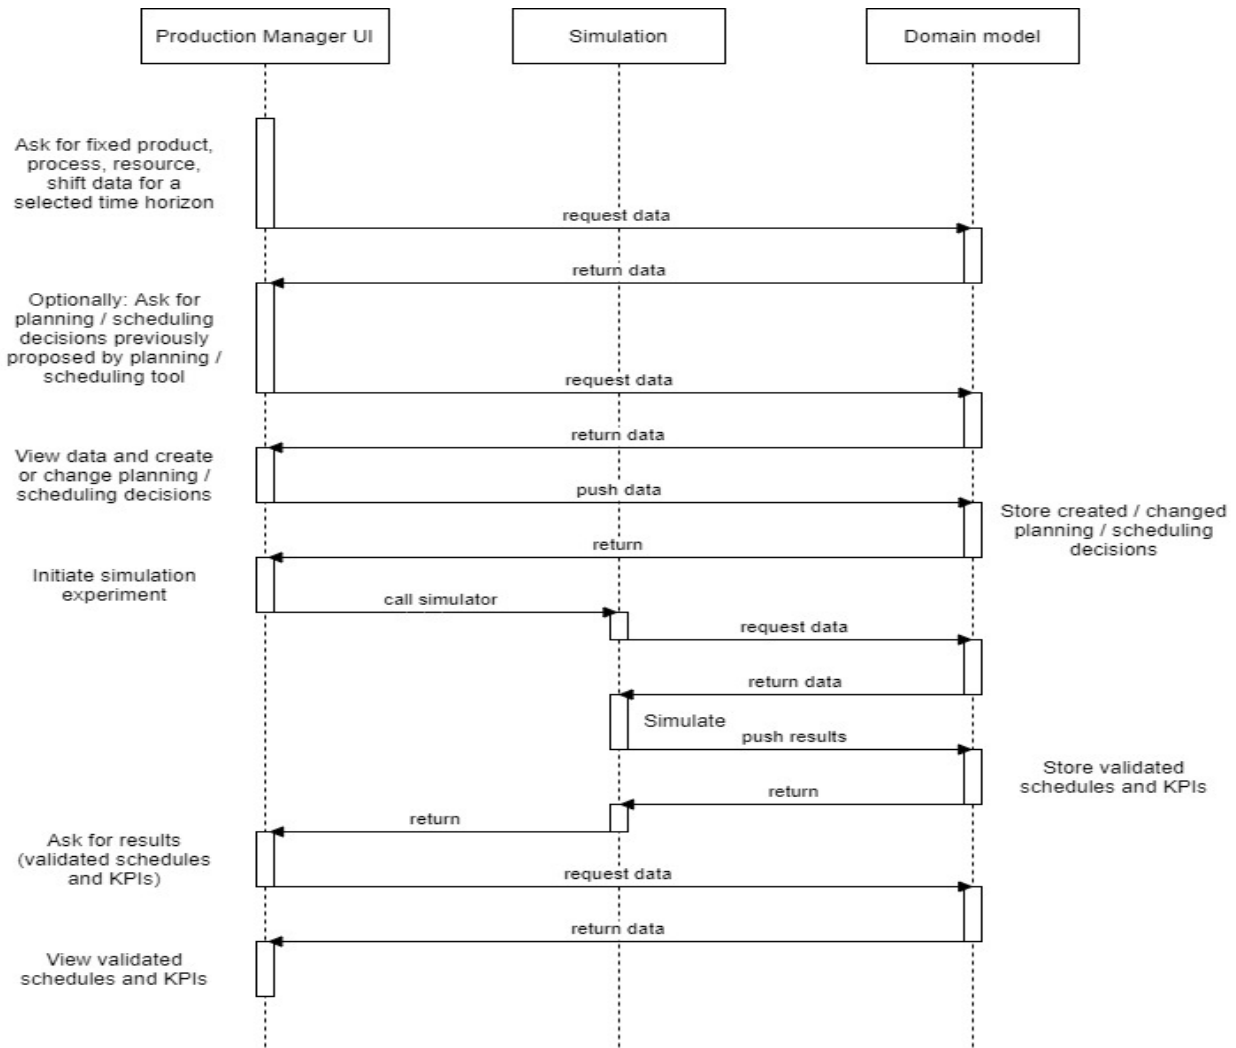 Production Manager UI
Simulation
Domain model
Ask for fixed product,
process, resource,
shift data for a
selected time horizon
request data
return data
Optionally: Ask for
planning / scheduling
decisions previously
proposed by planning /
scheduling tool
request data
return data
View data and create
or change planning /
scheduling decisions
push data
Store created / changed
planning / scheduling
decisions
return
Initiate simulation
experiment
call simulator
request data
return data
Simulate
push results
Store validated
schedules and KPIs
return
return
Ask for results
(validated schedules
and KPIs)
request data
return data
View validated
schedules and KPIs